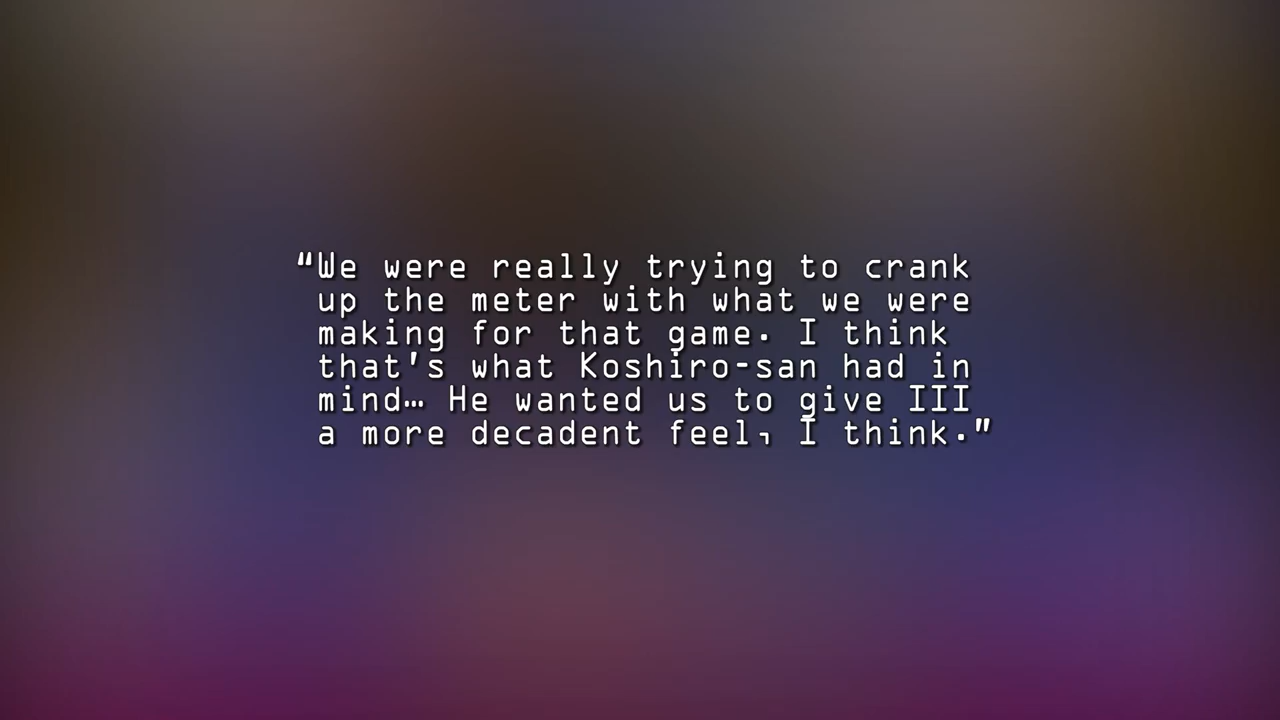 “We were really trying to crank
up the meter with what we were
making for that game. I think
that's what Koshiro-san had in
mind… He wanted us to give III
a more decadent feel, I think.”